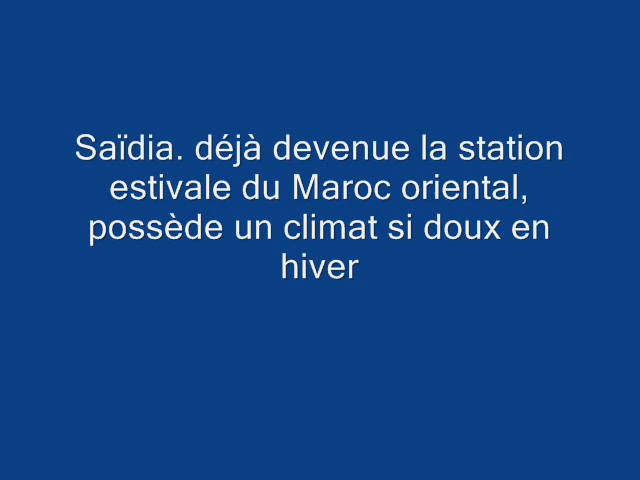 Saïdia. déjà devenue la station
estivale du Maroc oriental,
possède un climat si doux en
hiver